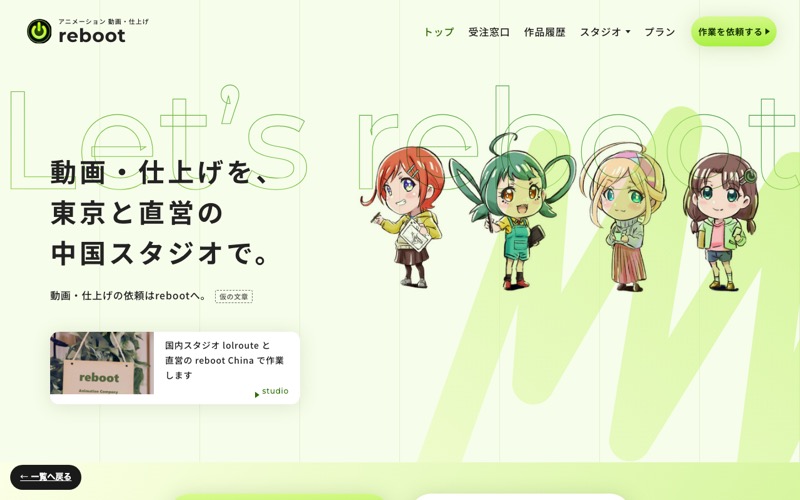 アニメーション 動画・仕上げ
reboot
トップ
受注窓口
作品履歴
スタジオ
プラン
作業を依頼する
Let's reboot
動画・仕上げを、
東京と直営の
中国スタジオで。
動画・仕上げの依頼はrebootへ。 仮の文章
reboot
Animation Company
国内スタジオ lolroute と
直営の reboot China で作業
します
studio
← 一覧へ戻る